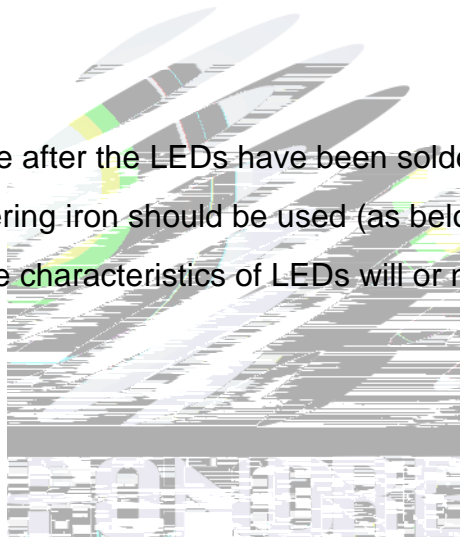 e after the LEDs have been solde
ering iron should be used (as belo
e characteristics of LEDs will or